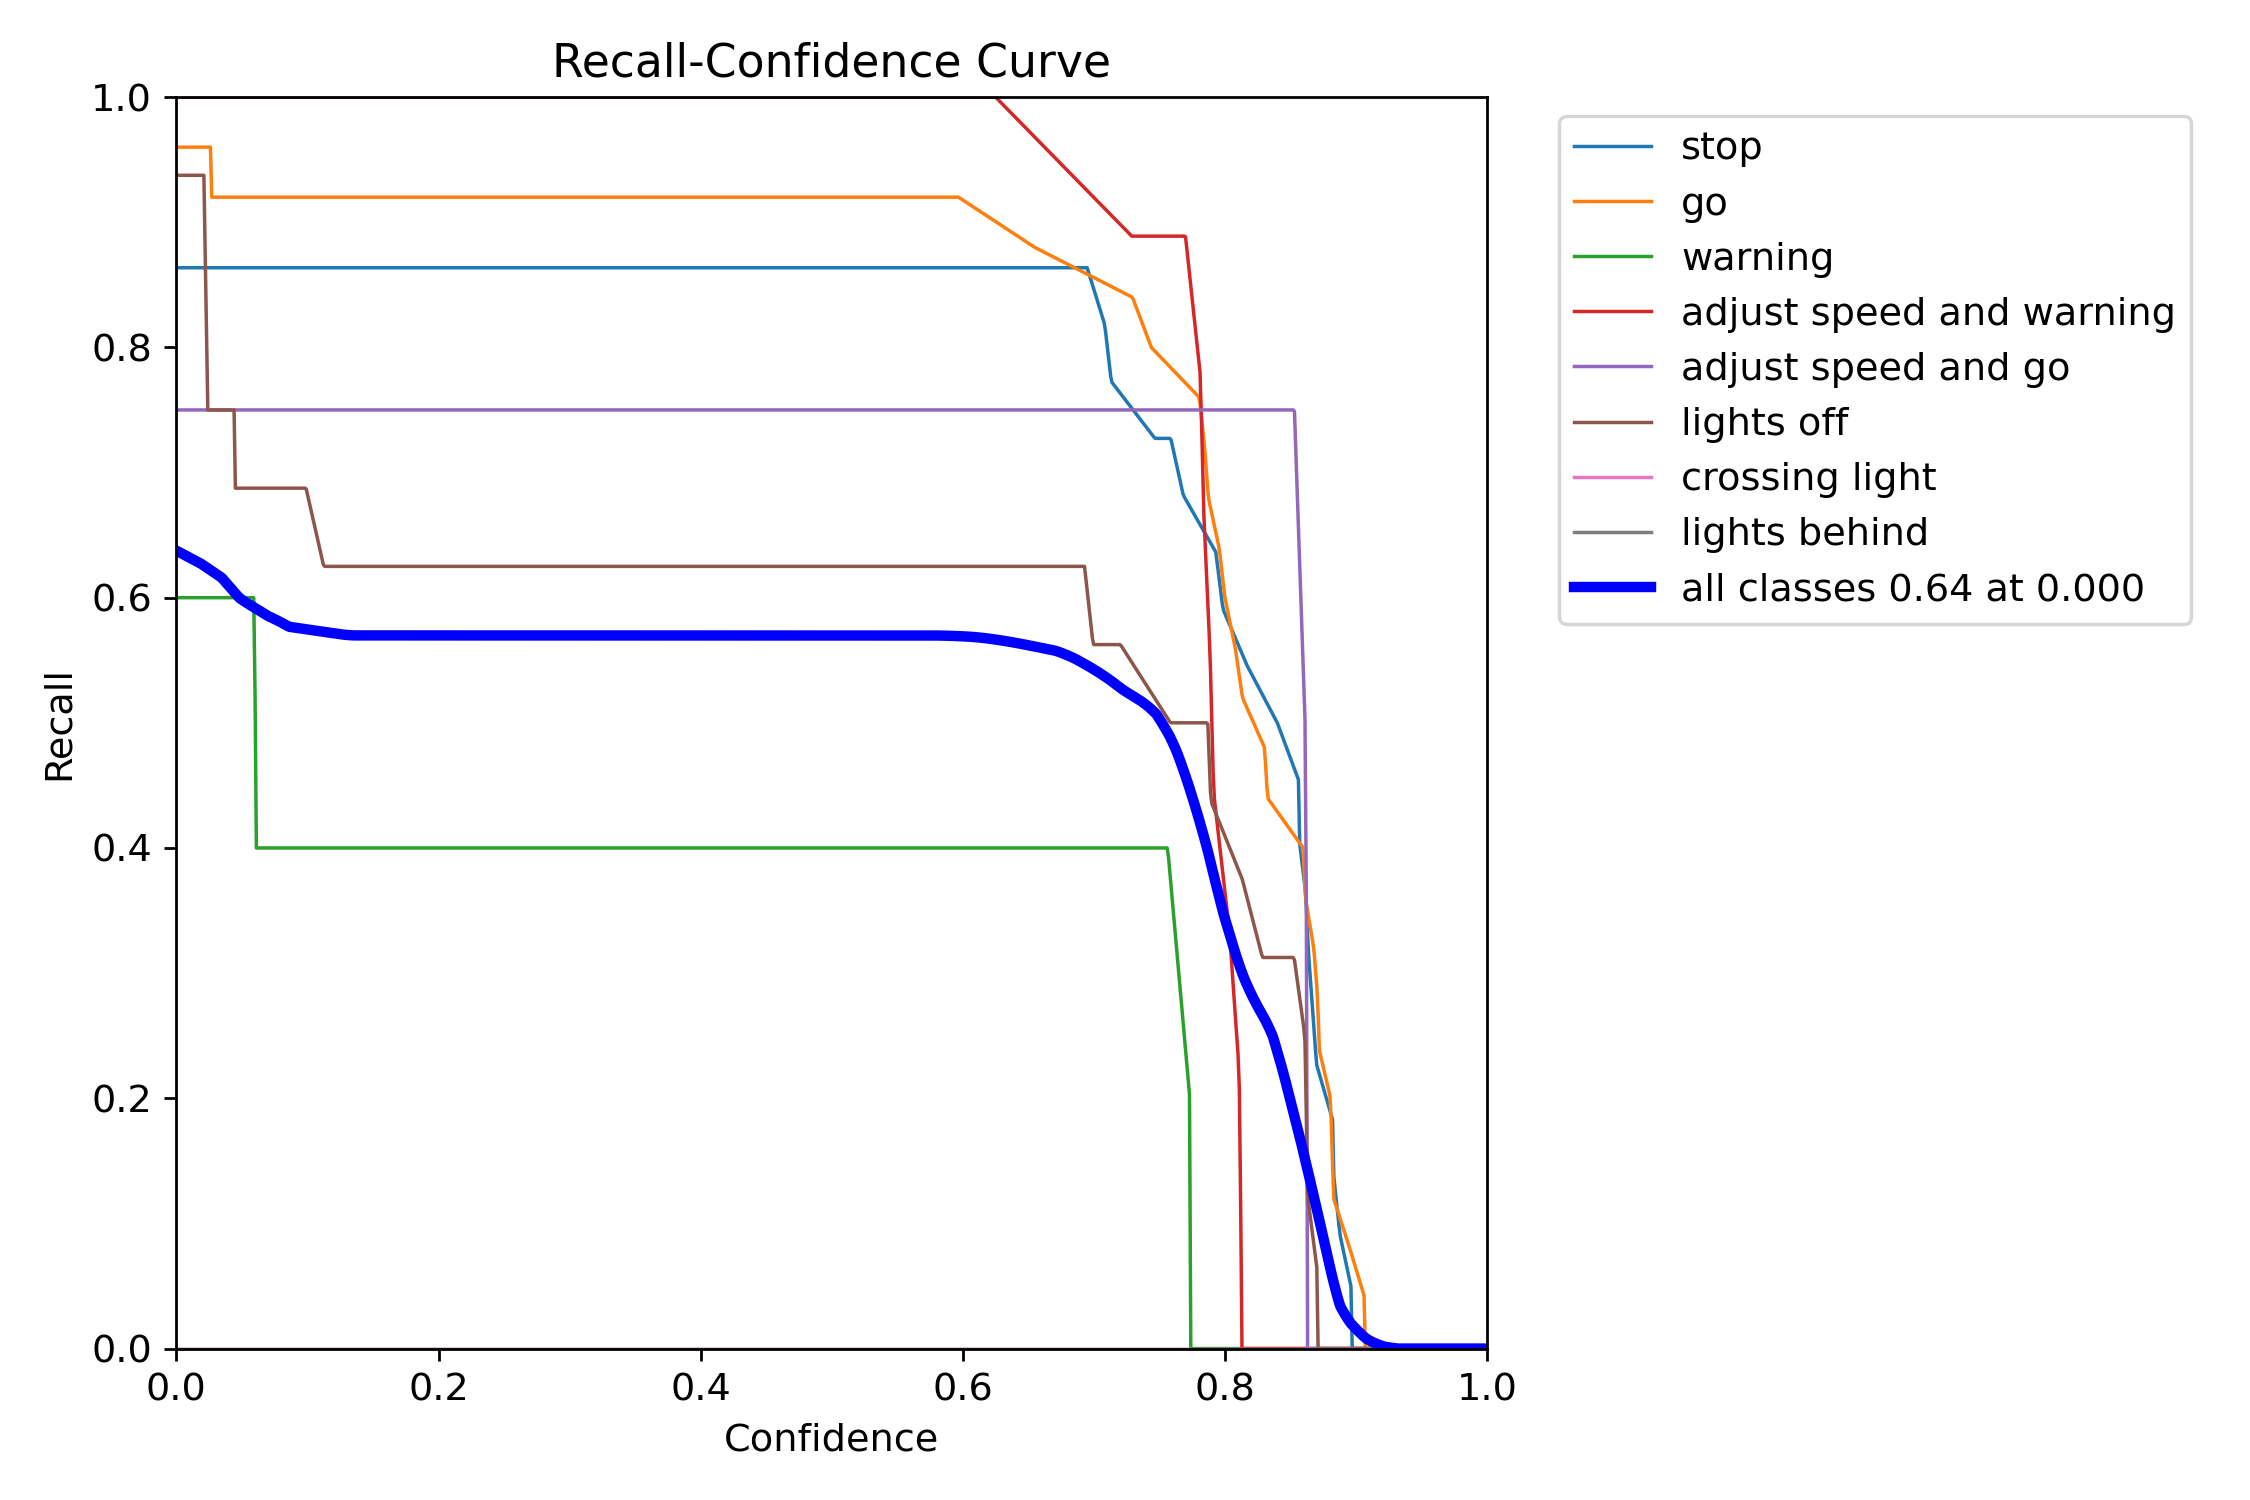 Recall-Confidence Curve
1.0
0.8
0.6
0.4
0.2
0.0
Recall
0.0 0.2 0.4 0.6 0.8 1.0
Confidence
stop
go
warning
adjust speed and warning
adjust speed and go
lights off
crossing light
lights behind
all classes 0.64 at 0.000